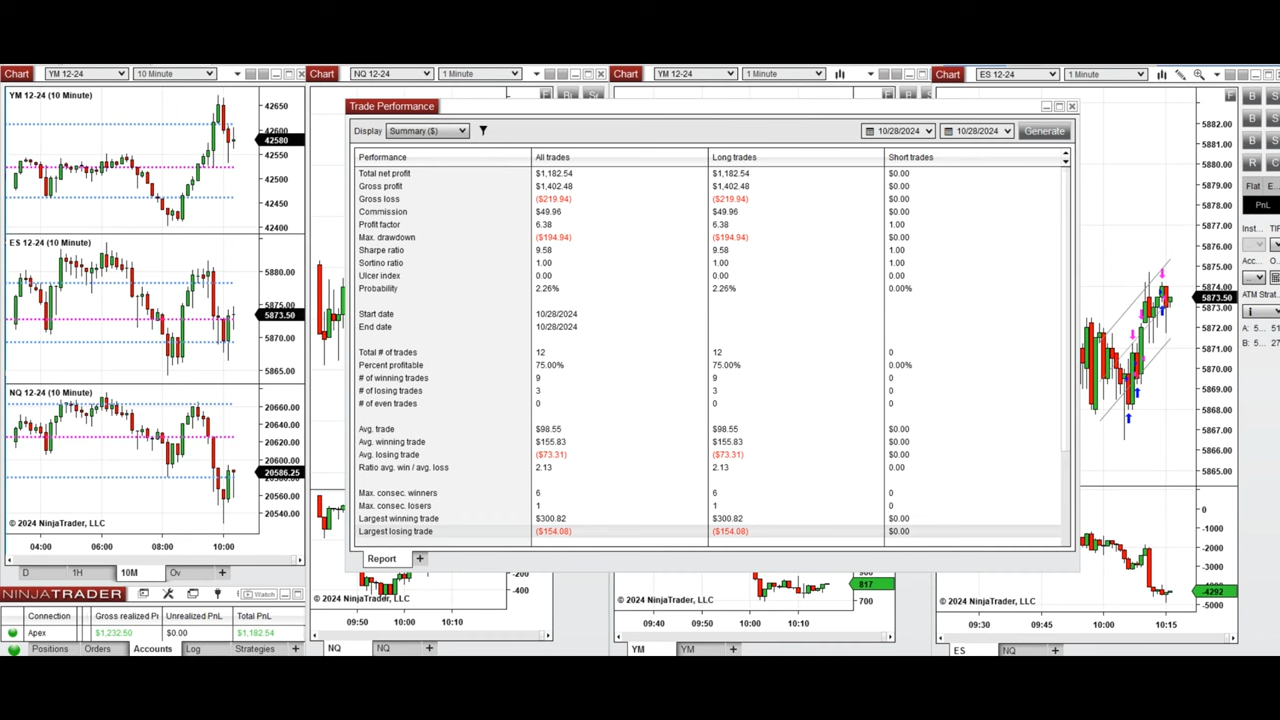 Chart YM 12-24 10 Minute
Chart NQ 12-24 1 Minute
Chart YM 12-24 1 Minute
Chart ES 12-24 1 Minute
YM 12-24 (10 Minute)
42650
42600
42580
42550
42500
42450
42400
ES 12-24 (10 Minute)
5880.00
5875.00
5873.50
5870.00
5865.00
NQ 12-24 (10 Minute)
20660.00
20640.00
20620.00
20600.00
20586.25
20560.00
20540.00
© 2024 NinjaTrader, LLC
04:00 06:00 08:00 10:00
D 1H 10M Ov +
NINJATRADER
Watch
Connection Gross realized P Unrealized PnL Total PnL
Apex $1,232.50 $0.00 $1,182.54
Positions Orders Accounts Log Strategies +
Trade Performance
Display Summary ($) 10/28/2024 10/28/2024 Generate
Performance All trades Long trades Short trades
Total net profit $1,182.54 $1,182.54 $0.00
Gross profit $1,402.48 $1,402.48 $0.00
Gross loss ($219.94) ($219.94) $0.00
Commission $49.96 $49.96 $0.00
Profit factor 6.38 6.38 1.00
Max. drawdown ($194.94) ($194.94) $0.00
Sharpe ratio 9.58 9.58 1.00
Sortino ratio 1.00 1.00 1.00
Ulcer index 0.00 0.00 0.00
Probability 2.26% 2.26% 0.00%
Start date 10/28/2024
End date 10/28/2024
Total # of trades 12 12 0
Percent profitable 75.00% 75.00% 0.00%
# of winning trades 9 9 0
# of losing trades 3 3 0
# of even trades 0 0 0
Avg. trade $98.55 $98.55 $0.00
Avg. winning trade $155.83 $155.83 $0.00
Avg. losing trade ($73.31) ($73.31) $0.00
Ratio avg. win / avg. loss 2.13 2.13 0.00
Max. consec. winners 6 6 0
Max. consec. losers 1 1 0
Largest winning trade $300.82 $300.82 $0.00
Largest losing trade ($154.08) ($154.08) $0.00
Report +
-400
© 2024 NinjaTrader, LLC
09:50 10:00 10:10
NQ NQ +
817
700
© 2024 NinjaTrader, LLC
09:40 09:50 10:00 10:10
YM YM +
F
5882.00
5880.00
5879.00
5878.00
5877.00
5876.00
5875.00
5874.00
5873.50
5873.00
5872.00
5871.00
5870.00
5869.00
5868.00
5867.00
5866.00
5865.00
0
-1000
-2000
-3000
-4292
-5000
© 2024 NinjaTrader, LLC
09:30 09:45 10:00 10:15
ES NQ +
B
B
B
R C
Flat E...
PnL
Inst... TIF
Acc... O...
ATM Strat...
A: 5...
B: 5...